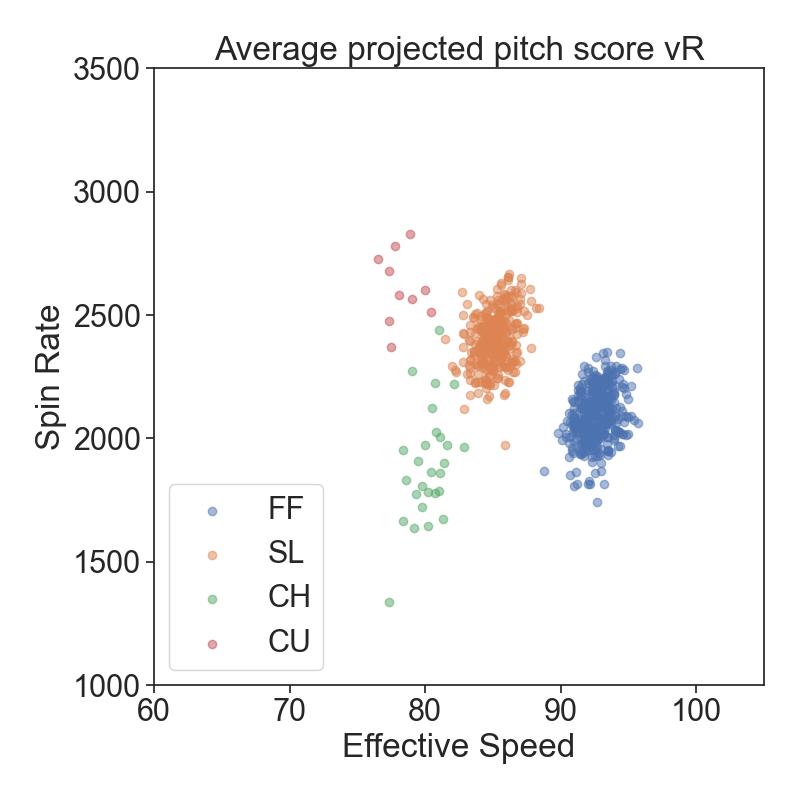 Average projected pitch score vR
3500
3000
2500
2000
1500
1000
Spin Rate
FF
SL
CH
CU
60 70 80 90 100
Effective Speed